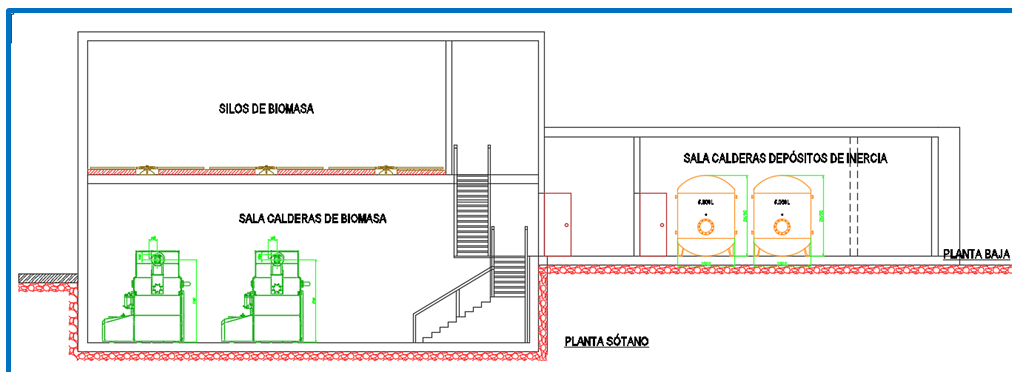 SILOS DE BIOMASA
SALA CALDERAS DEPÓSITOS DE INERCIA
SALA CALDERAS DE BIOMASA
PLANTA BAJA
PLANTA SÓTANO